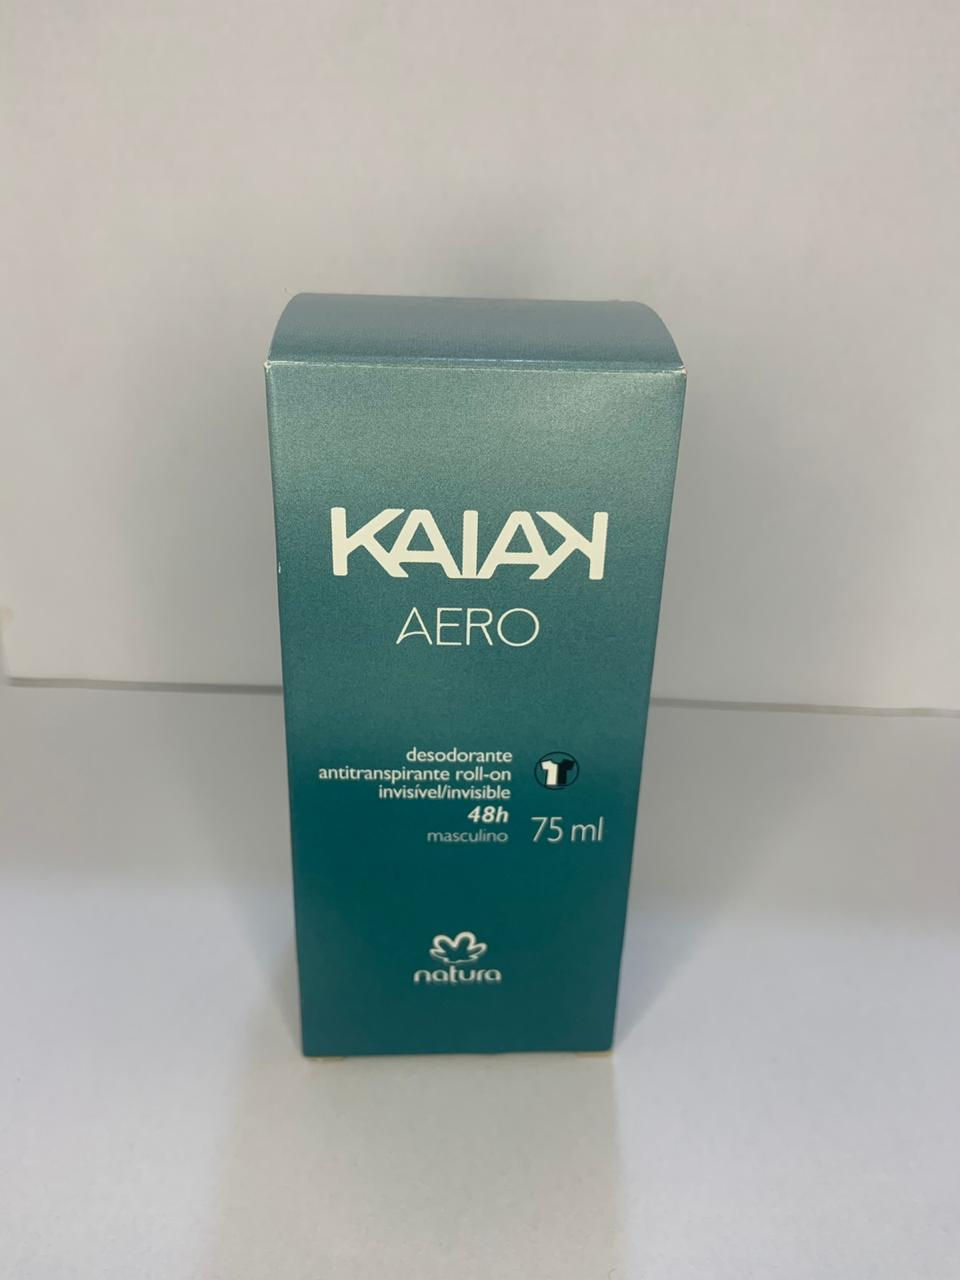 KAIAK
AERO
desodorante
antitranspirante roll-on
invisível/invisible
48h
masculino
75 ml
natura